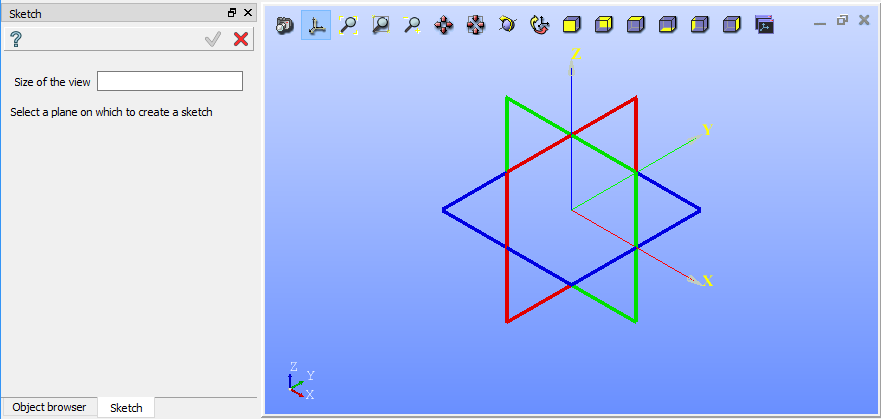 Sketch
?
Size of the view
Select a plane on which to create a sketch
Object browser
Sketch
Z
Y
X
Z
Y
X